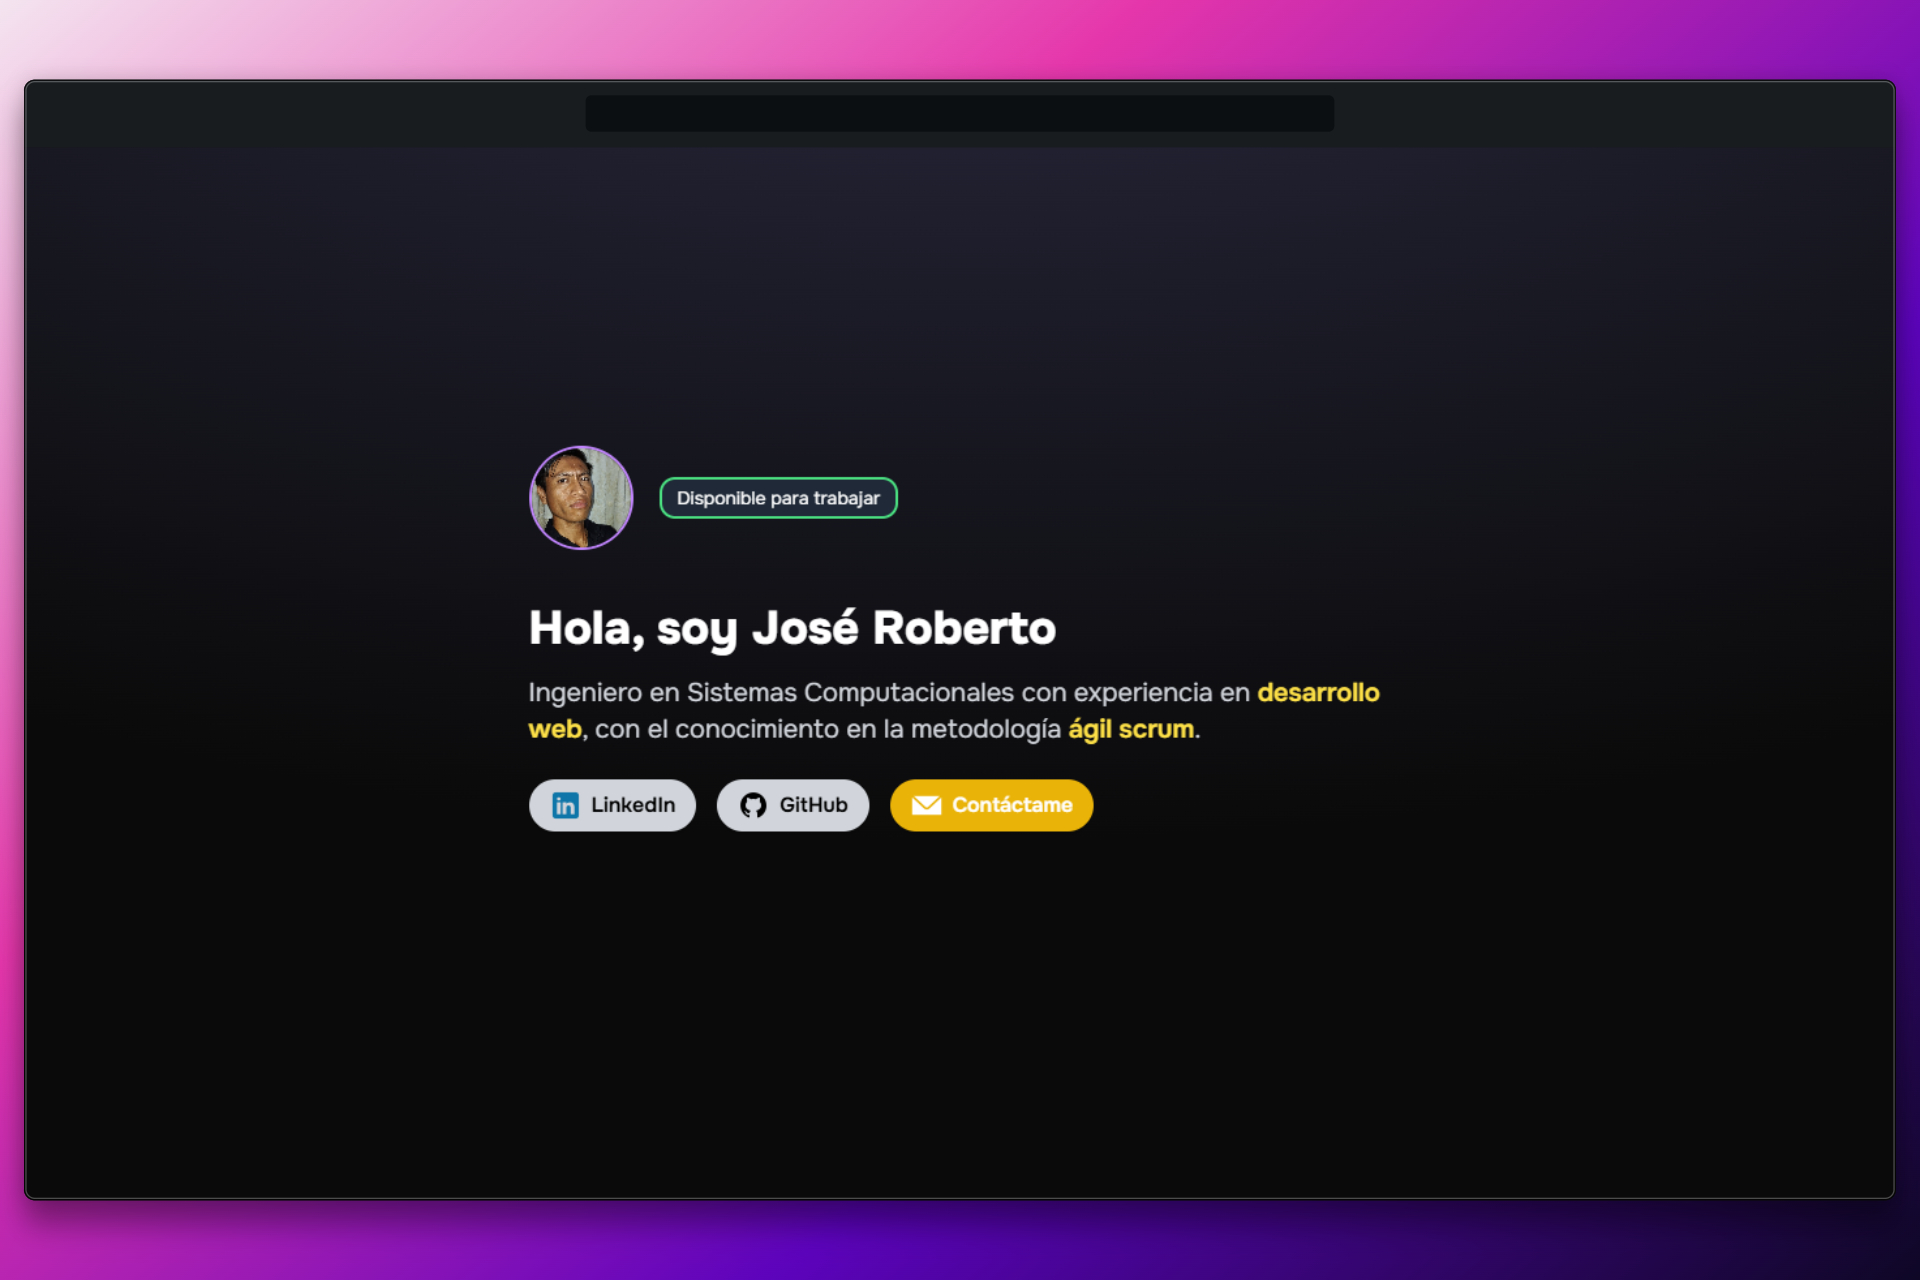 Disponible para trabajar
Hola, soy José Roberto
Ingeniero en Sistemas Computacionales con experiencia en desarrollo
web, con el conocimiento en la metodología ágil scrum.
in LinkedIn GitHub Contáctame